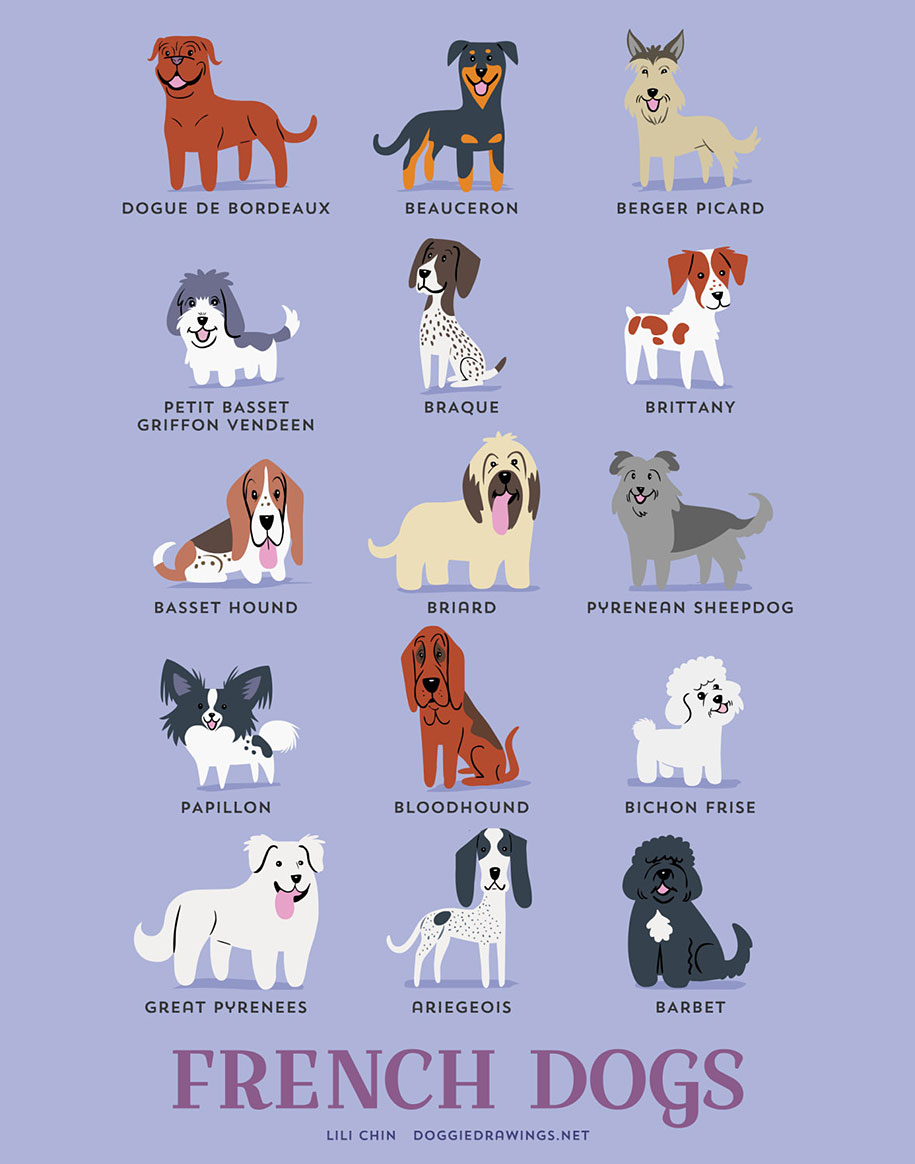 DOGUE DE BORDEAUX
BEAUCERON
BERGER PICARD
PETIT BASSET
GRIFFON VENDEEN
BRAQUE
BRITTANY
BASSET HOUND
BRIARD
PYRENEAN SHEEPDOG
PAPILLON
BLOODHOUND
BICHON FRISE
GREAT PYRENEES
ARIEGEOIS
BARBET
FRENCH DOGS
LILI CHIN DOGGIEDRAWINGS.NET